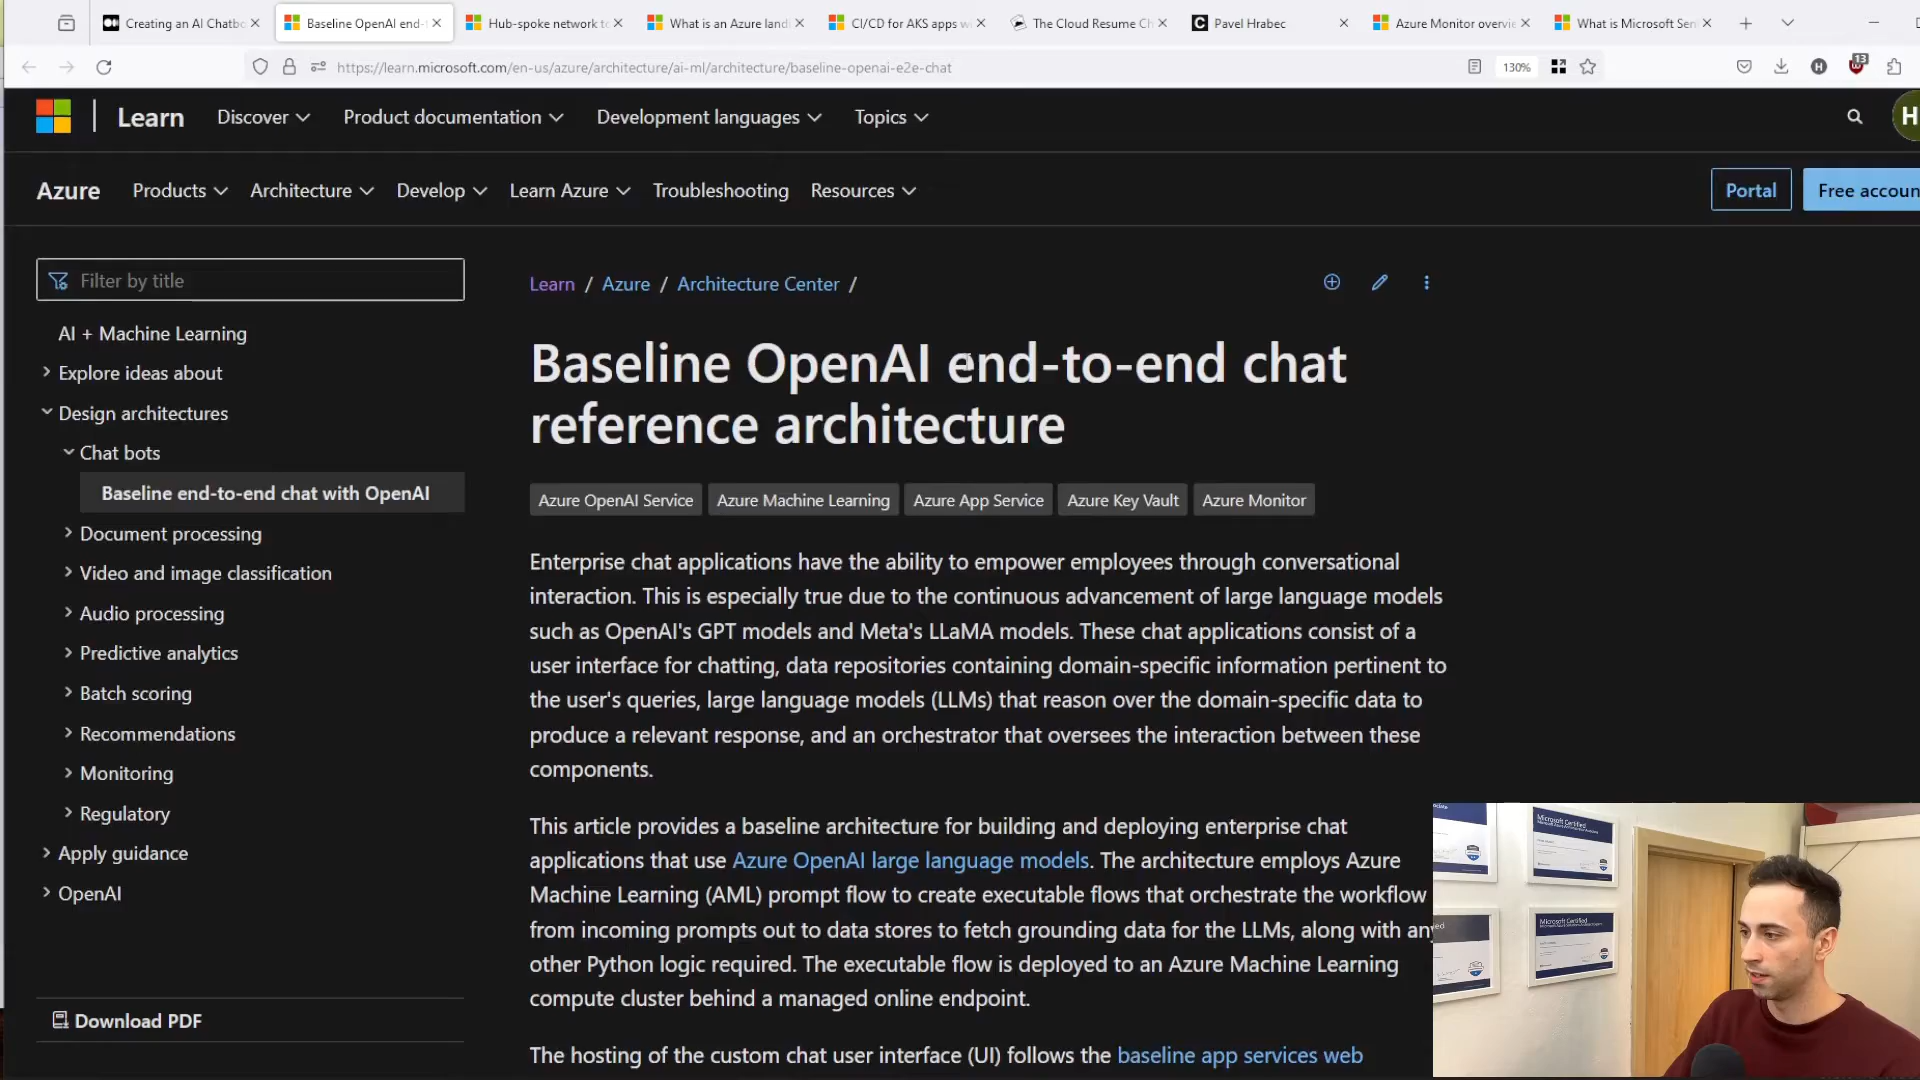 Creating an AI Chatbo
Baseline OpenAI end-
Hub-spoke network to
What is an Azure land
CI/CD for AKS apps w
The Cloud Resume Ch
Pavel Hrabec
Azure Monitor overvie
What is Microsoft Sen
https://learn.microsoft.com/en-us/azure/architecture/ai-ml/architecture/baseline-openai-e2e-chat
130%
H
13
Learn
Discover
Product documentation
Development languages
Topics
H
Azure
Products
Architecture
Develop
Learn Azure
Troubleshooting
Resources
Portal
Free accoun
Filter by title
AI + Machine Learning
Explore ideas about
Design architectures
Chat bots
Baseline end-to-end chat with OpenAI
Document processing
Video and image classification
Audio processing
Predictive analytics
Batch scoring
Recommendations
Monitoring
Regulatory
Apply guidance
OpenAI
Download PDF
Learn / Azure / Architecture Center /
Baseline OpenAI end-to-end chat
reference architecture
Azure OpenAI Service
Azure Machine Learning
Azure App Service
Azure Key Vault
Azure Monitor
Enterprise chat applications have the ability to empower employees through conversational
interaction. This is especially true due to the continuous advancement of large language models
such as OpenAI's GPT models and Meta's LLaMA models. These chat applications consist of a
user interface for chatting, data repositories containing domain-specific information pertinent to
the user's queries, large language models (LLMs) that reason over the domain-specific data to
produce a relevant response, and an orchestrator that oversees the interaction between these
components.
This article provides a baseline architecture for building and deploying enterprise chat
applications that use Azure OpenAI large language models. The architecture employs Azure
Machine Learning (AML) prompt flow to create executable flows that orchestrate the workflow
from incoming prompts out to data stores to fetch grounding data for the LLMs, along with any
other Python logic required. The executable flow is deployed to an Azure Machine Learning
compute cluster behind a managed online endpoint.
The hosting of the custom chat user interface (UI) follows the baseline app services web
Microsoft Certified
Microsoft Certified